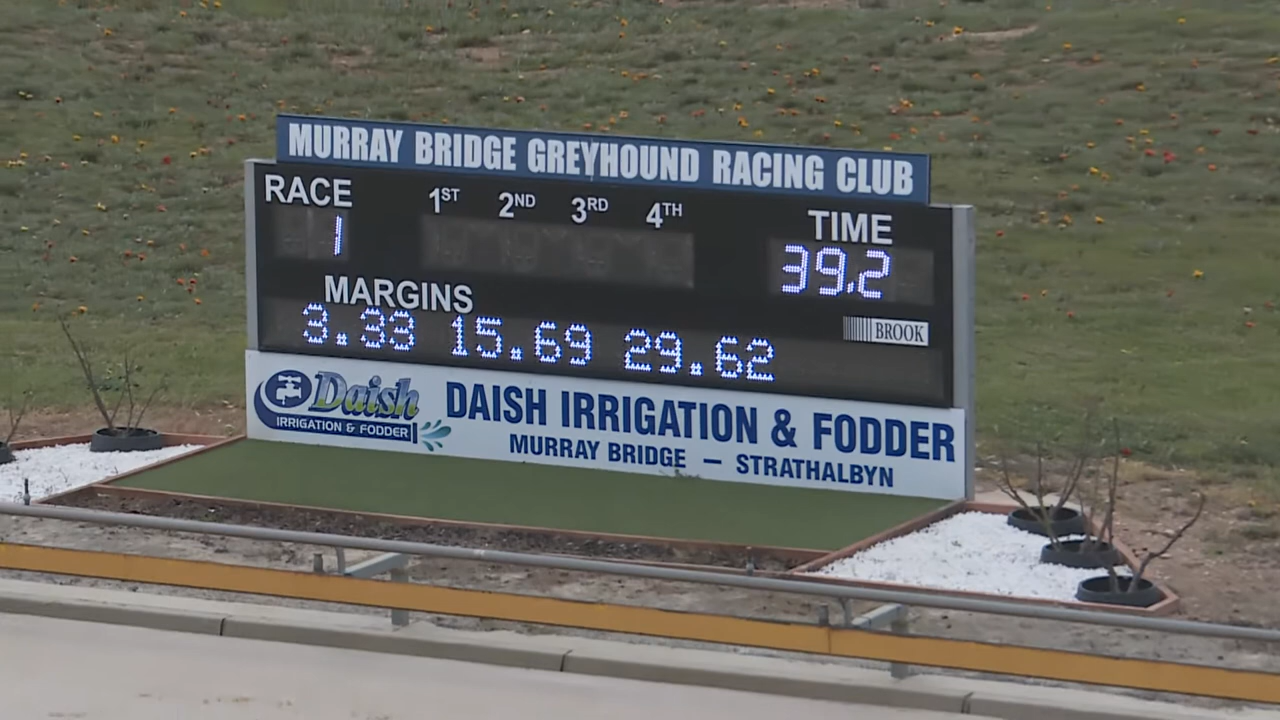 MURRAY BRIDGE GREYHOUND RACING CLUB
RACE 1ST 2ND 3RD 4TH TIME
1 39.2
MARGINS
3.33 15.69 29.62
BROOK
Daish
IRRIGATION & FODDER
DAISH IRRIGATION & FODDER
MURRAY BRIDGE – STRATHALBYN